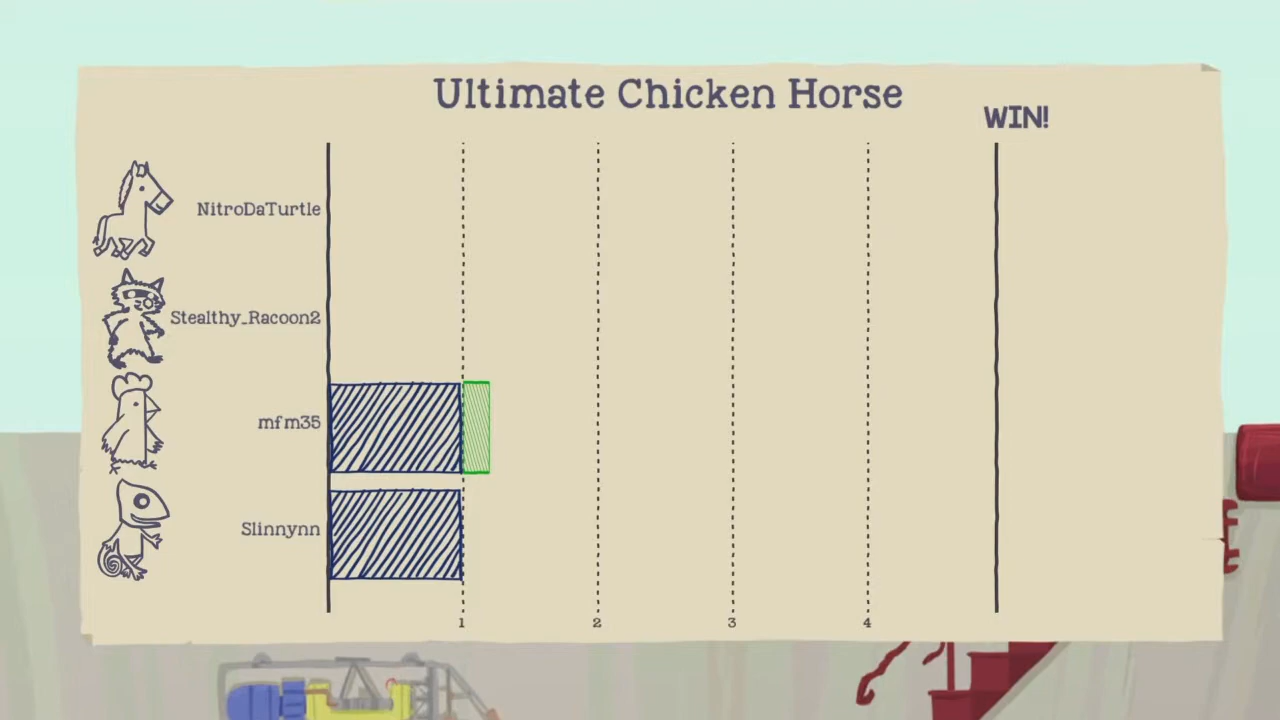 Ultimate Chicken Horse
WIN!
NitroDaTurtle
Stealthy_Racoon2
mfm35
Slinnynn
1 2 3 4